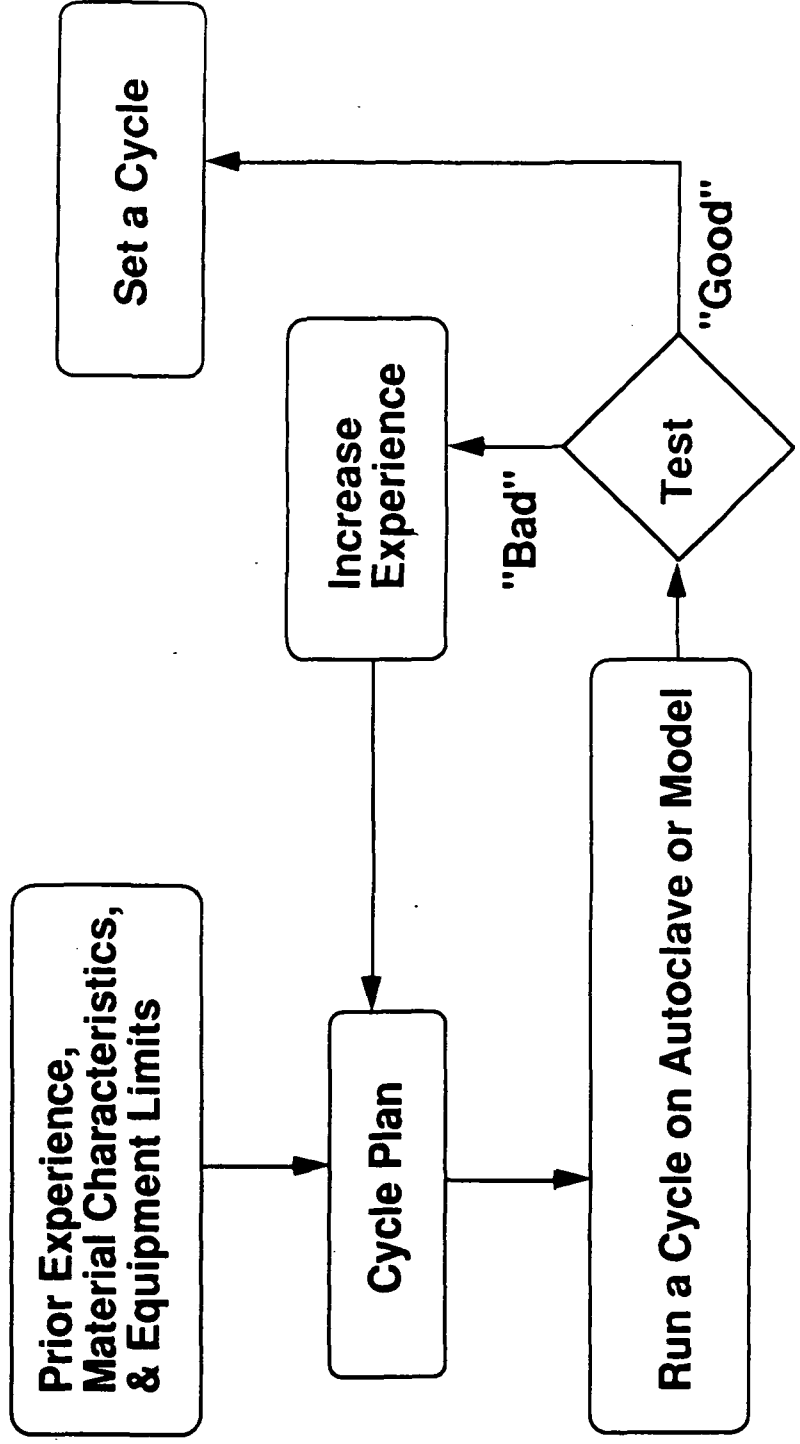 Prior Experience,
Material Characteristics,
& Equipment Limits
Cycle Plan
Run a Cycle on Autoclave or Model
Test
"Bad"
Increase
Experience
"Good"
Set a Cycle